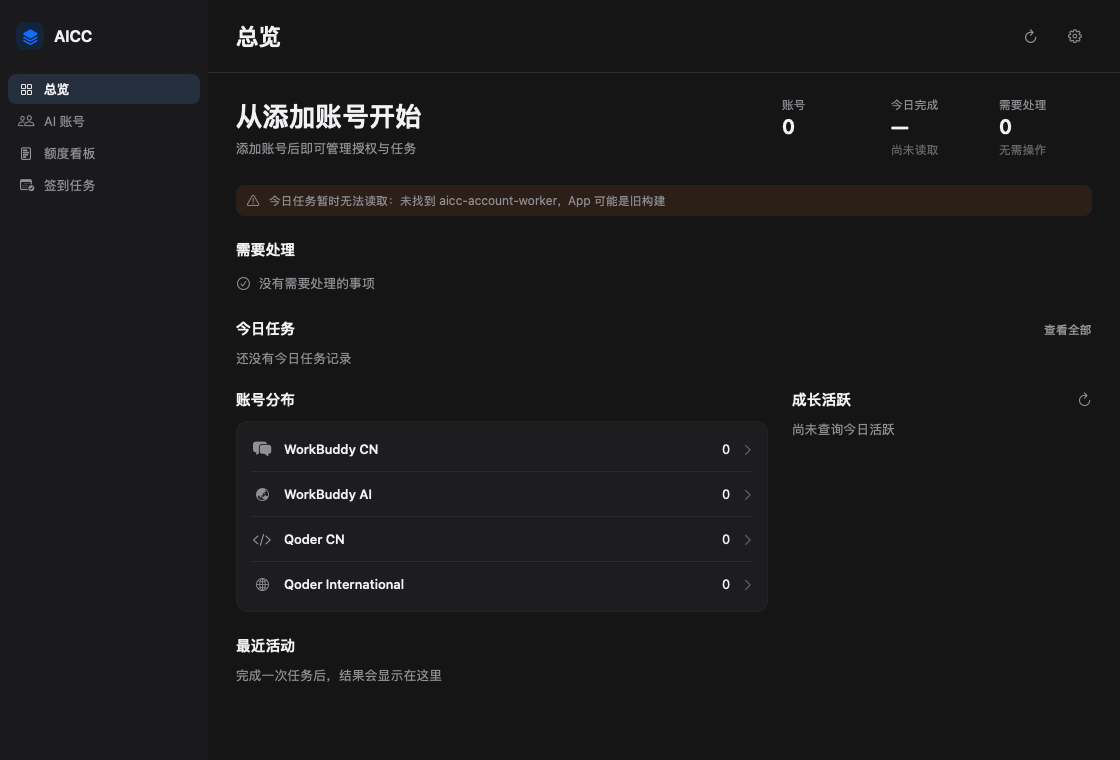 AICC
总览
AI 账号
额度看板
签到任务
总览
从添加账号开始
添加账号后即可管理授权与任务
账号
0
今日完成
—
尚未读取
需要处理
0
无需操作
今日任务暂时无法读取：未找到 aicc-account-worker，App 可能是旧构建
需要处理
没有需要处理的事项
今日任务
查看全部
还没有今日任务记录
账号分布
WorkBuddy CN 0
WorkBuddy AI 0
Qoder CN 0
Qoder International 0
成长活跃
尚未查询今日活跃
最近活动
完成一次任务后，结果会显示在这里